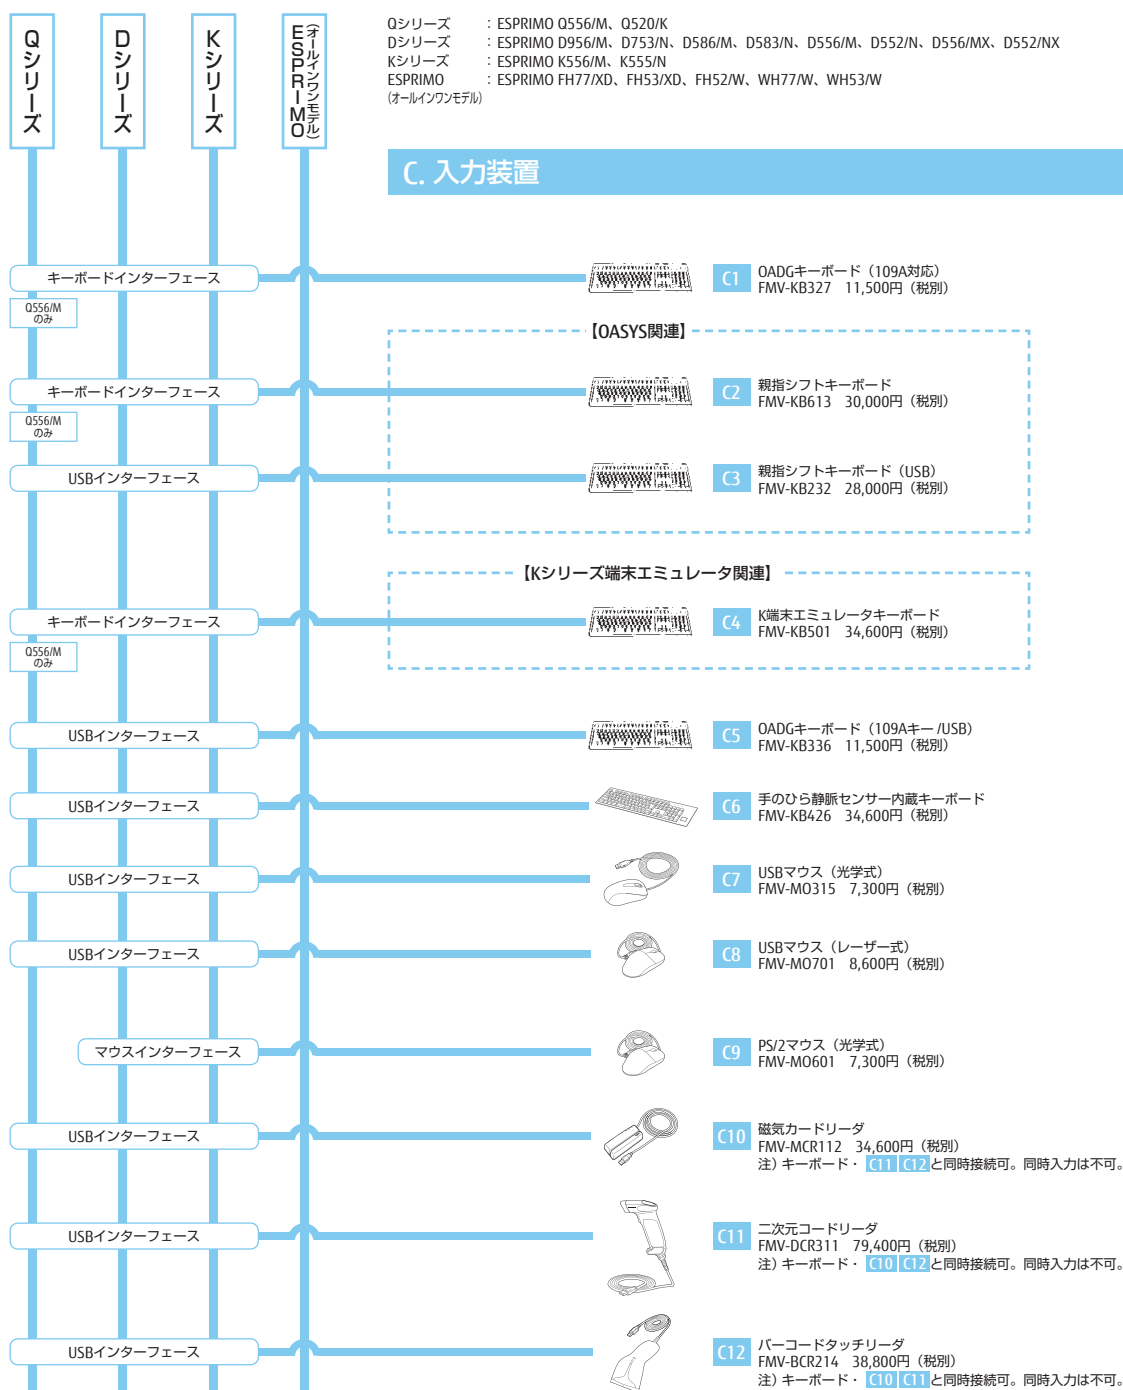 Qシリーズ
Dシリーズ
Kシリーズ
ESPRIMO
(オールインワンモデル)
Qシリーズ : ESPRIMO Q556/M、Q520/K
Dシリーズ : ESPRIMO D956/M、D753/N、D586/M、D583/N、D556/M、D552/N、D556/MX、D552/NX
Kシリーズ : ESPRIMO K556/M、K555/N
ESPRIMO : ESPRIMO FH77/XD、FH53/XD、FH52/W、WH77/W、WH53/W
(オールインワンモデル)
C. 入力装置
キーボードインターフェース
Q556/M
のみ
C1 OADGキーボード（109A対応）
FMV-KB327 11,500円（税別）
【OASYS関連】
キーボードインターフェース
Q556/M
のみ
C2 親指シフトキーボード
FMV-KB613 30,000円（税別）
USBインターフェース
C3 親指シフトキーボード（USB）
FMV-KB232 28,000円（税別）
【Kシリーズ端末エミュレータ関連】
キーボードインターフェース
Q556/M
のみ
C4 K端末エミュレータキーボード
FMV-KB501 34,600円（税別）
USBインターフェース
C5 OADGキーボード（109Aキー/USB）
FMV-KB336 11,500円（税別）
USBインターフェース
C6 手のひら静脈センサー内蔵キーボード
FMV-KB426 34,600円（税別）
USBインターフェース
C7 USBマウス（光学式）
FMV-MO315 7,300円（税別）
USBインターフェース
C8 USBマウス（レーザー式）
FMV-MO701 8,600円（税別）
マウスインターフェース
C9 PS/2マウス（光学式）
FMV-MO601 7,300円（税別）
USBインターフェース
C10 磁気カードリーダ
FMV-MCR112 34,600円（税別）
注）キーボード・ C11 C12 と同時接続可。同時入力は不可。
USBインターフェース
C11 二次元コードリーダ
FMV-DCR311 79,400円（税別）
注）キーボード・ C10 C12 と同時接続可。同時入力は不可。
USBインターフェース
C12 バーコードタッチリーダ
FMV-BCR214 38,800円（税別）
注）キーボード・ C10 C11 と同時接続可。同時入力は不可。